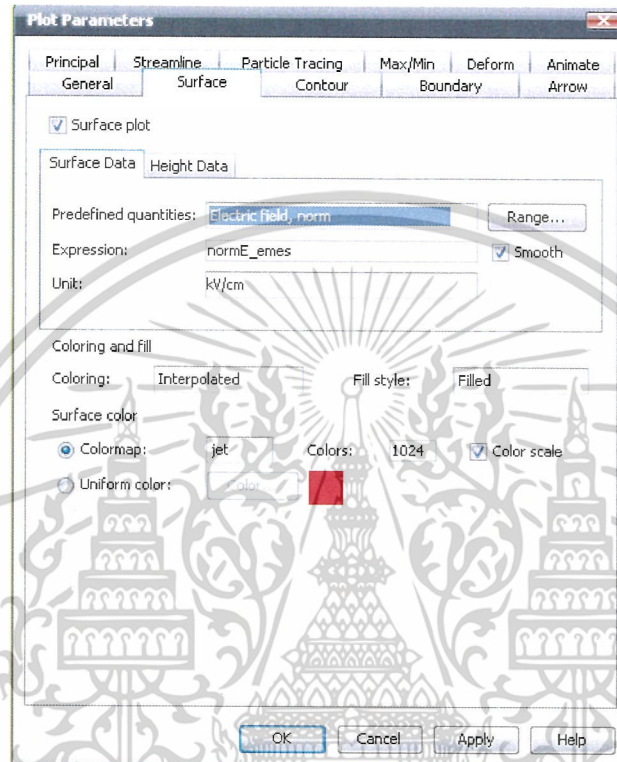 Plot Parameters
Principal Streamline Particle Tracing Max/Min Deform Animate
General Surface Contour Boundary Arrow
Surface plot
Surface Data Height Data
Predefined quantities: Electric field, norm Range...
Expression: normE_emes Smooth
Unit: kV/cm
Coloring and fill
Coloring: Interpolated Fill style: Filled
Surface color
Colormap: jet Colors: 1024 Color scale
Uniform color: Color...
OK Cancel Apply Help